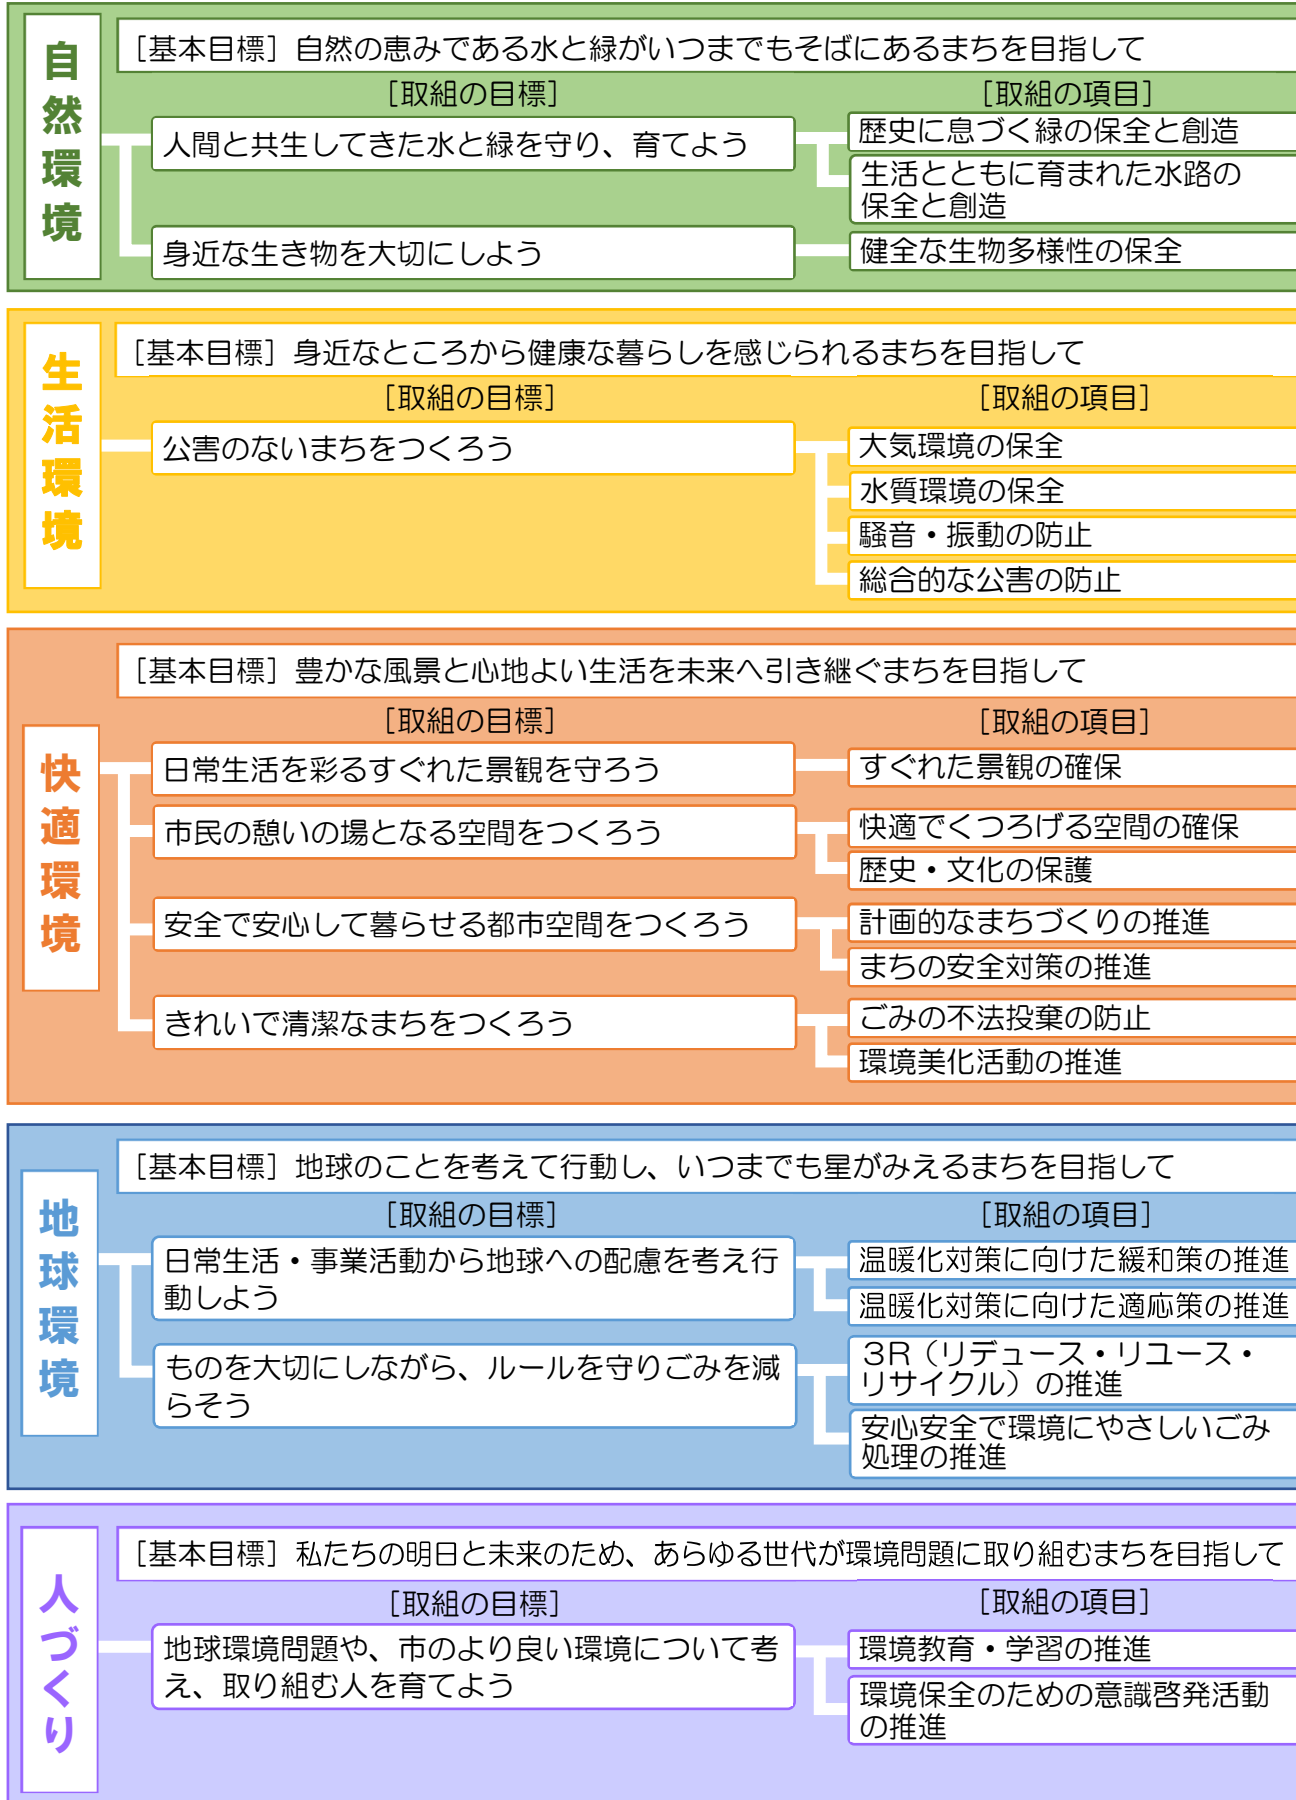 自然環境
［基本目標］自然の恵みである水と緑がいつまでもそばにあるまちを目指して
［取組の目標］
［取組の項目］
人間と共生してきた水と緑を守り、育てよう
歴史に息づく緑の保全と創造
生活とともに育まれた水路の
保全と創造
身近な生き物を大切にしよう
健全な生物多様性の保全
生活環境
［基本目標］身近なところから健康な暮らしを感じられるまちを目指して
［取組の目標］
［取組の項目］
公害のないまちをつくろう
大気環境の保全
水質環境の保全
騒音・振動の防止
総合的な公害の防止
快適環境
［基本目標］豊かな風景と心地よい生活を未来へ引き継ぐまちを目指して
［取組の目標］
［取組の項目］
日常生活を彩るすぐれた景観を守ろう
すぐれた景観の確保
市民の憩いの場となる空間をつくろう
快適でくつろげる空間の確保
歴史・文化の保護
安全で安心して暮らせる都市空間をつくろう
計画的なまちづくりの推進
まちの安全対策の推進
きれいで清潔なまちをつくろう
ごみの不法投棄の防止
環境美化活動の推進
地球環境
［基本目標］地球のことを考えて行動し、いつまでも星がみえるまちを目指して
［取組の目標］
［取組の項目］
日常生活・事業活動から地球への配慮を考え行
動しよう
温暖化対策に向けた緩和策の推進
温暖化対策に向けた適応策の推進
ものを大切にしながら、ルールを守りごみを減
らそう
３Ｒ（リデュース・リユース・
リサイクル）の推進
安心安全で環境にやさしいごみ
処理の推進
人づくり
［基本目標］私たちの明日と未来のため、あらゆる世代が環境問題に取り組むまちを目指して
［取組の目標］
［取組の項目］
地球環境問題や、市のより良い環境について考
え、取り組む人を育てよう
環境教育・学習の推進
環境保全のための意識啓発活動
の推進